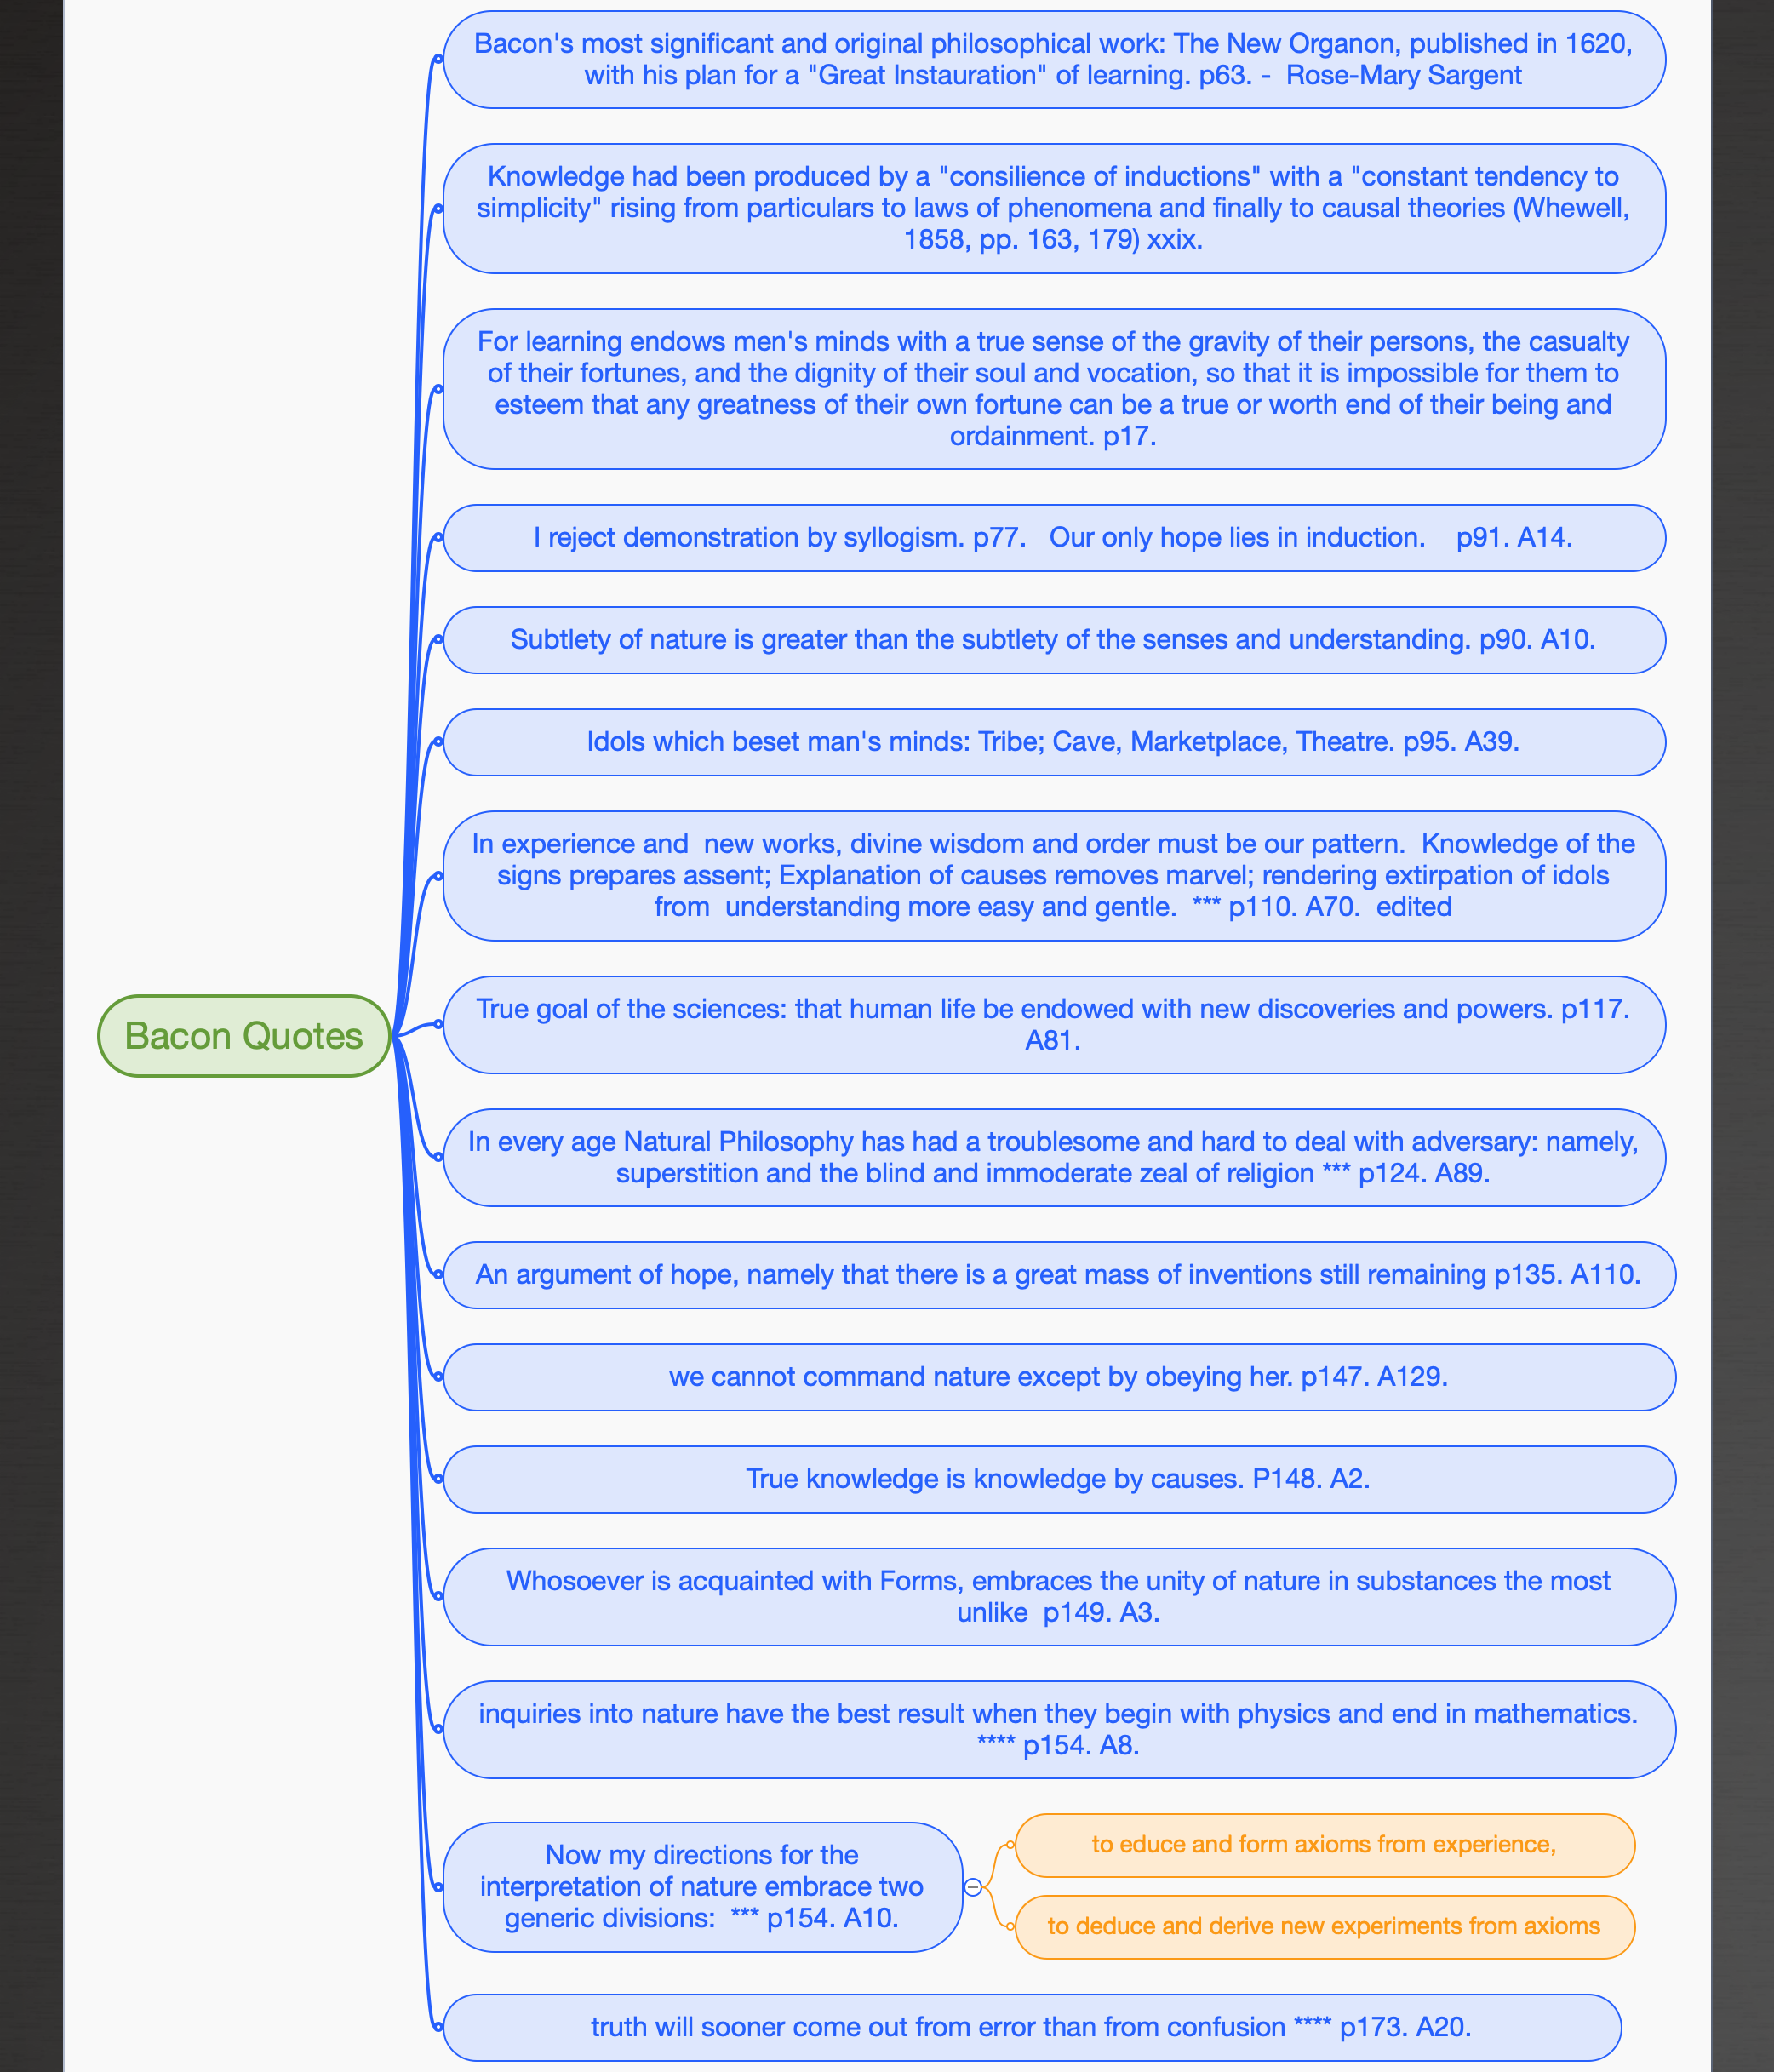 Bacon's most significant and original philosophical work: The New Organon, published in 1620,
with his plan for a "Great Instauration" of learning. p63. -  Rose-Mary Sargent
Knowledge had been produced by a "consilience of inductions" with a "constant tendency to
simplicity" rising from particulars to laws of phenomena and finally to causal theories (Whewell,
1858, pp. 163, 179) xxix.
For learning endows men's minds with a true sense of the gravity of their persons, the casualty
of their fortunes, and the dignity of their soul and vocation, so that it is impossible for them to
esteem that any greatness of their own fortune can be a true or worth end of their being and
ordainment. p17.
I reject demonstration by syllogism. p77.   Our only hope lies in induction.    p91. A14.
Subtlety of nature is greater than the subtlety of the senses and understanding. p90. A10.
Idols which beset man's minds: Tribe; Cave, Marketplace, Theatre. p95. A39.
In experience and  new works, divine wisdom and order must be our pattern.  Knowledge of the
signs prepares assent; Explanation of causes removes marvel; rendering extirpation of idols
from  understanding more easy and gentle.  *** p110. A70.  edited
Bacon Quotes
True goal of the sciences: that human life be endowed with new discoveries and powers. p117.
A81.
In every age Natural Philosophy has had a troublesome and hard to deal with adversary: namely,
superstition and the blind and immoderate zeal of religion *** p124. A89.
An argument of hope, namely that there is a great mass of inventions still remaining p135. A110.
we cannot command nature except by obeying her. p147. A129.
True knowledge is knowledge by causes. P148. A2.
Whosoever is acquainted with Forms, embraces the unity of nature in substances the most
unlike  p149. A3.
inquiries into nature have the best result when they begin with physics and end in mathematics.
**** p154. A8.
Now my directions for the
interpretation of nature embrace two
generic divisions:  *** p154. A10.
to educe and form axioms from experience,
to deduce and derive new experiments from axioms
truth will sooner come out from error than from confusion **** p173. A20.